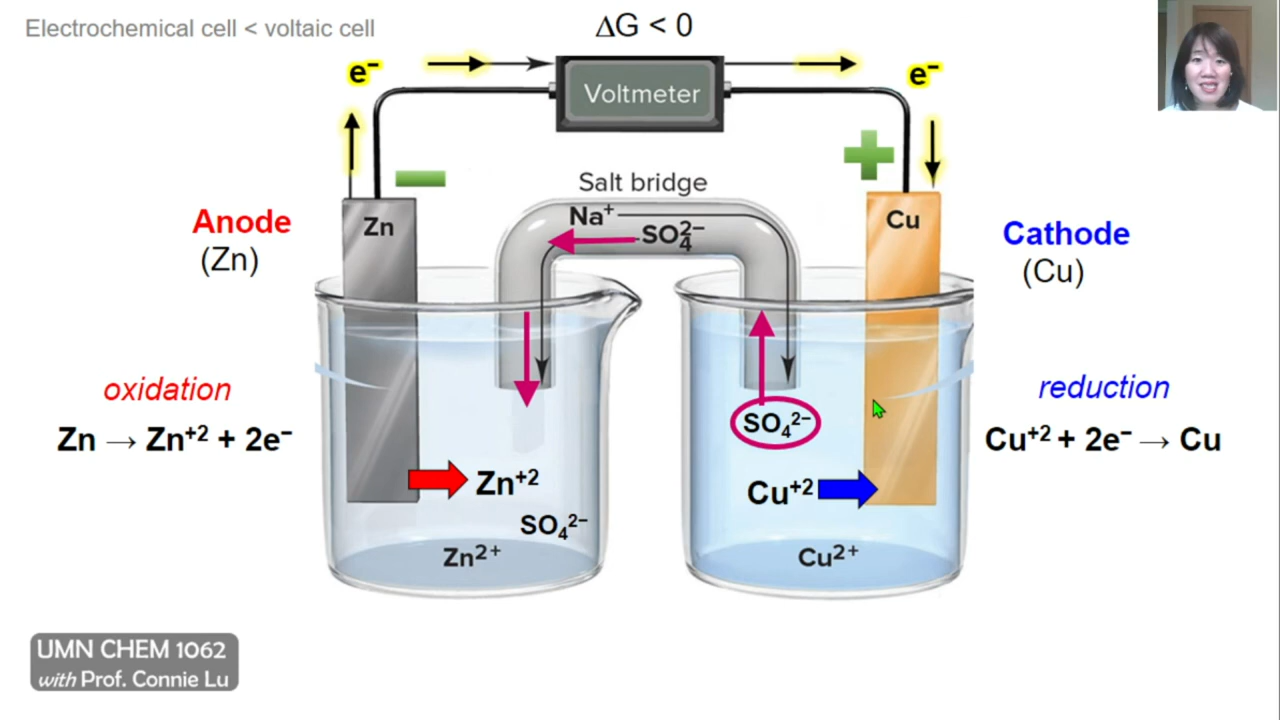 Electrochemical cell < voltaic cell
ΔG < 0
e⁻
Voltmeter
e⁻
Salt bridge
Na⁺
SO₄²⁻
Anode
(Zn)
Zn
Cu
Cathode
(Cu)
oxidation
Zn → Zn⁺² + 2e⁻
SO₄²⁻
reduction
Cu⁺² + 2e⁻ → Cu
Zn⁺²
SO₄²⁻
Zn²⁺
Cu⁺²
Cu²⁺
UMN CHEM 1062
with Prof. Connie Lu